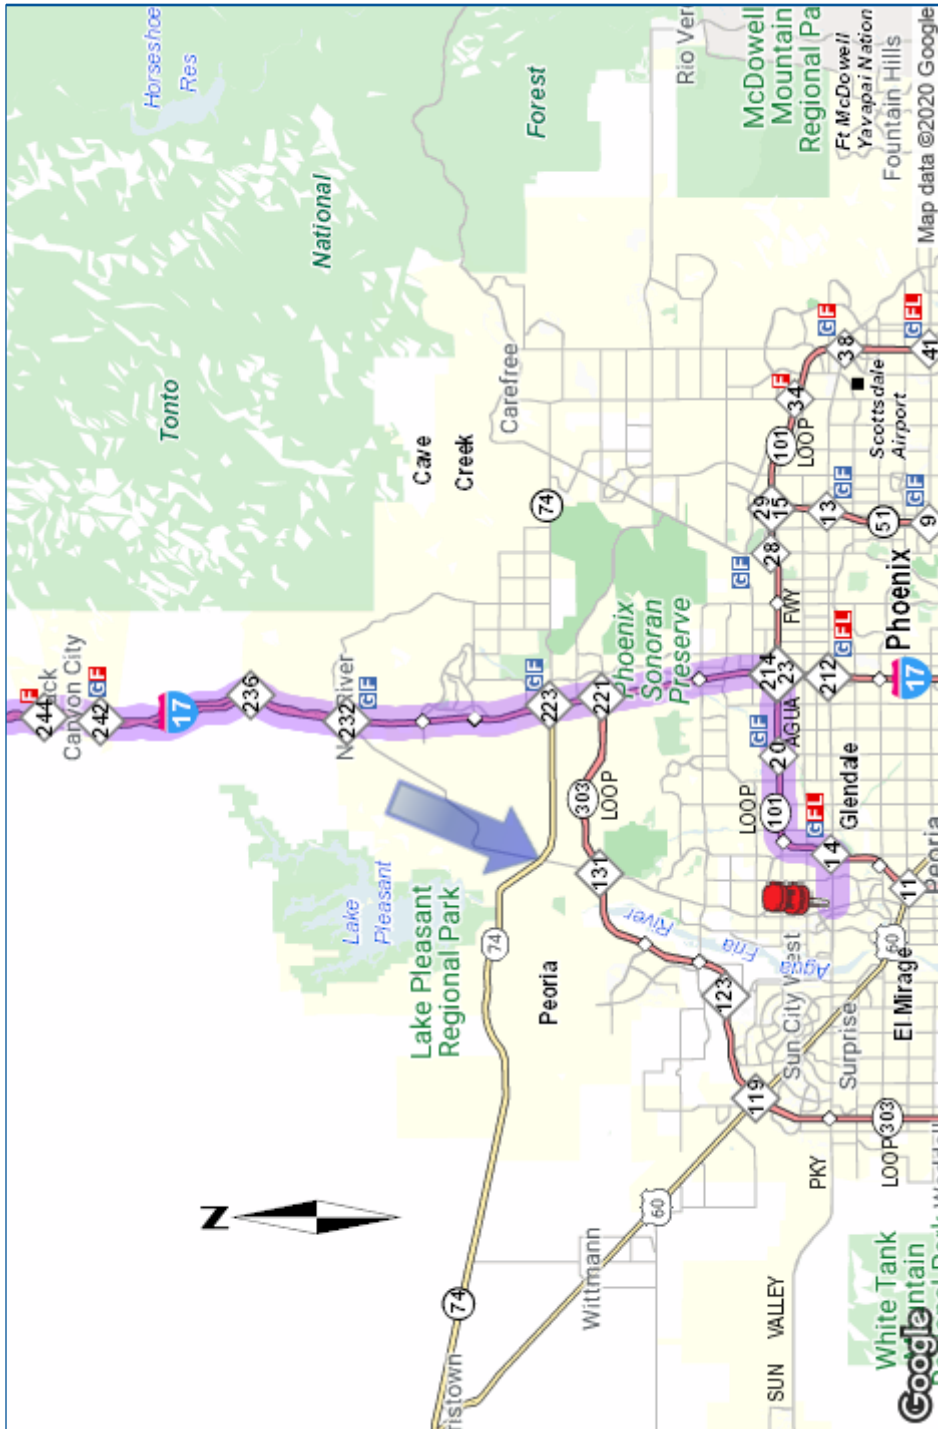 F
244
ck
Canyon City
GF
242
17
236
Horseshoe
Res
Tonto
National
Forest
N
River
232
GF
Lake
Pleasant
Lake Pleasant
Regional Park
Cave
Creek
Carefree
74
74
74
ristown
Peoria
GF
223
221
303
LOOP
131
Phoenix
Sonoran
Preserve
Wittmann
60
Agua
Fria
River
123
119
Rio Ver
McDowell
Mountain
Regional Pa
Ft McDowell
Yavapai Nation
Fountain Hills
214
23
20
GF
AGUA
FWY
LOOP
101
GF
28
29
15
101
LOOP
34
F
GF
38
GFL
41
Scottsdale
Airport
13
GF
51
GF
9
212
GFL
Phoenix
17
GFL
14
Glendale
11
Peoria
Sun City West
Surprise
El Mirage
60
SUN VALLEY PKY
LOOP
303
White Tank
Google
Map data ©2020 Google